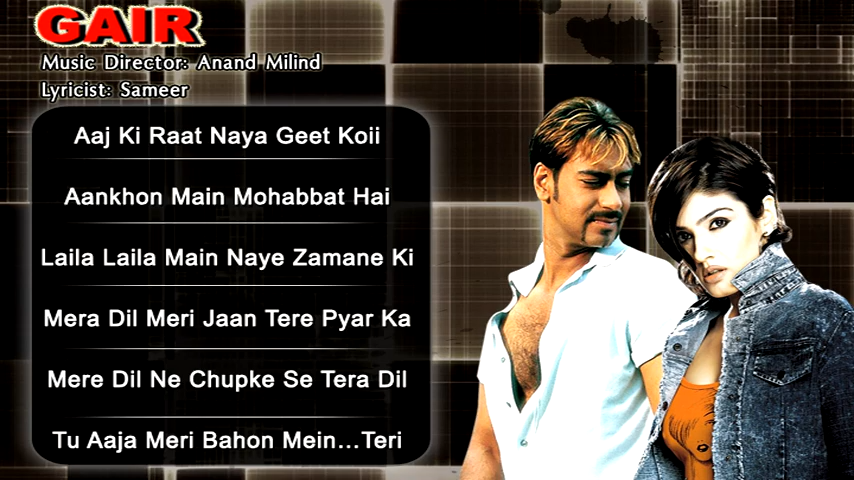 GAIR
Music Director: Anand Milind
Lyricist: Sameer
Aaj Ki Raat Naya Geet Koii
Aankhon Main Mohabbat Hai
Laila Laila Main Naye Zamane Ki
Mera Dil Meri Jaan Tere Pyar Ka
Mere Dil Ne Chupke Se Tera Dil
Tu Aaja Meri Bahon Mein...Teri